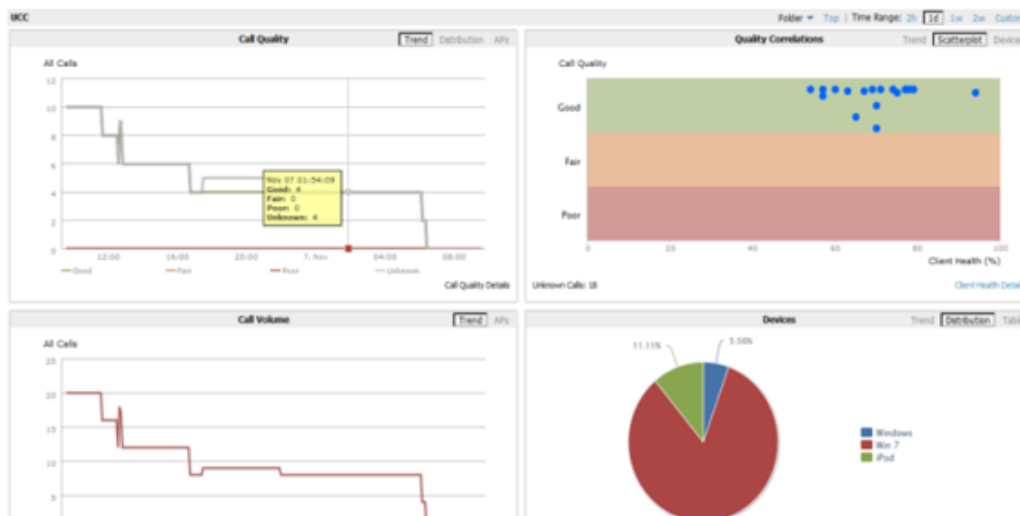 UCC
Folder Top | Time Range: 2h 1d 1w 2w Custom
Call Quality Trend Distribution APs
All Calls
12
10
8
6
4
2
0
Nov 07 01:54:09
Good: 4
Fair: 0
Poor: 0
Unknown: 4
12:00 16:00 20:00 7. Nov 04:00 08:00
Good Fair Poor Unknown
Call Quality Details
Quality Correlations Trend Scatterplot Device
Call Quality
Good
Fair
Poor
0 20 40 60 80 100
Client Health (%)
Unknown Calls: 18 Client Health Detail
Call Volume Trend APs
All Calls
25
20
15
10
5
Devices Trend Distribution Table
11.11% 5.56%
Windows
Win 7
iPod